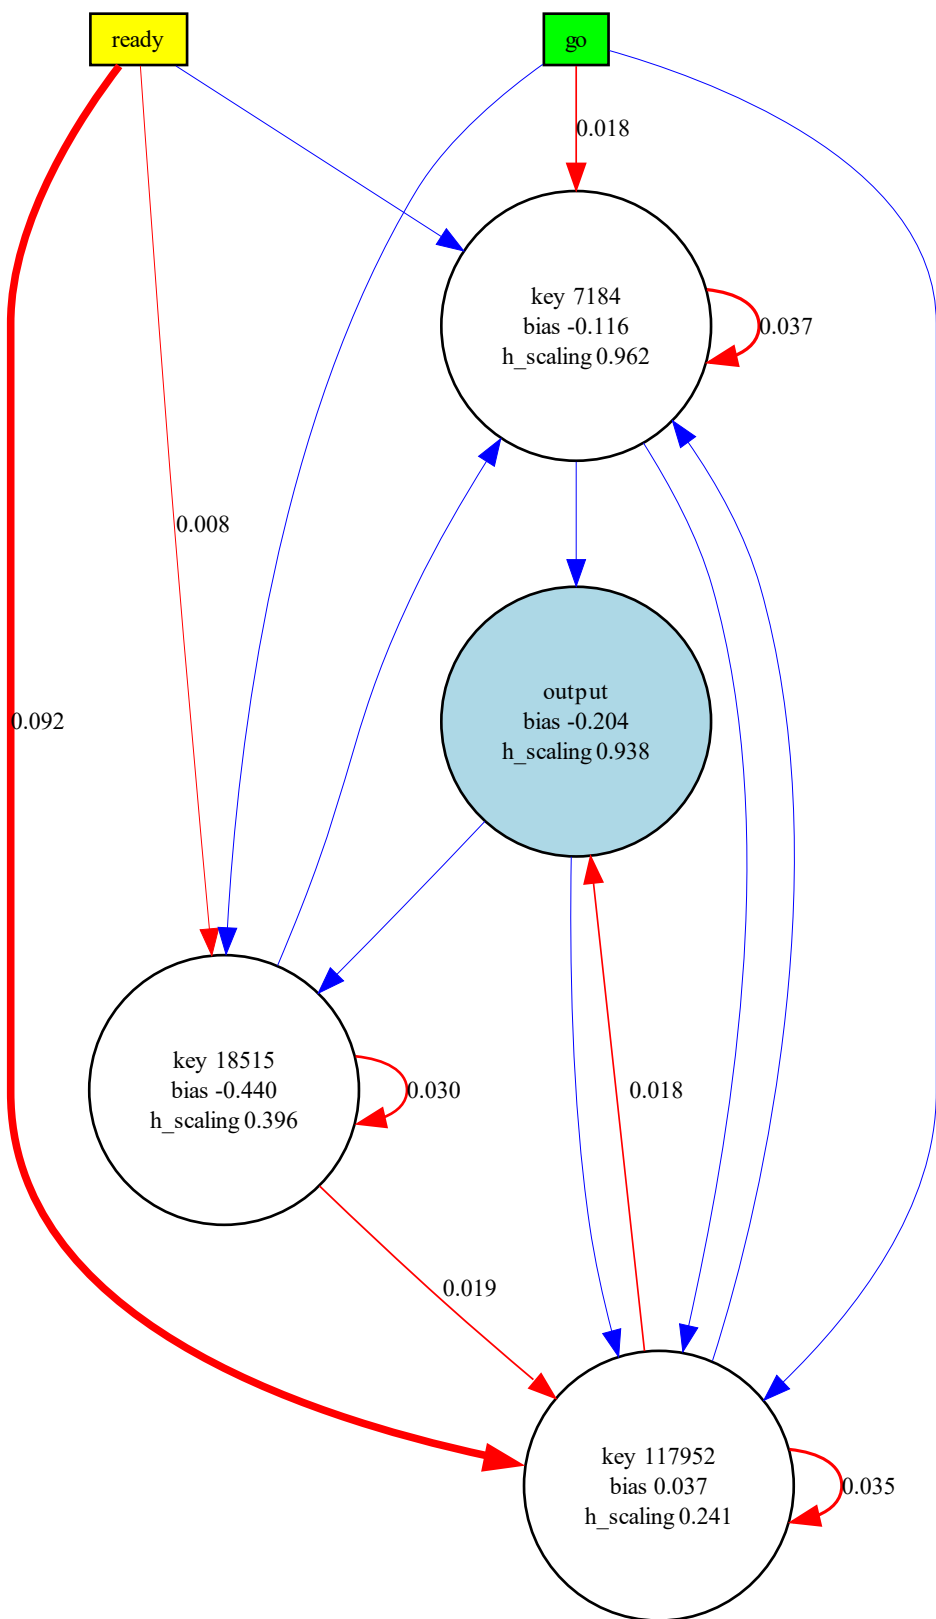 ready
go
0.018
key 7184
bias -0.116
h_scaling 0.962
0.037
0.008
0.092
output
bias -0.204
h_scaling 0.938
key 18515
bias -0.440
h_scaling 0.396
0.030
0.018
0.019
key 117952
bias 0.037
h_scaling 0.241
0.035